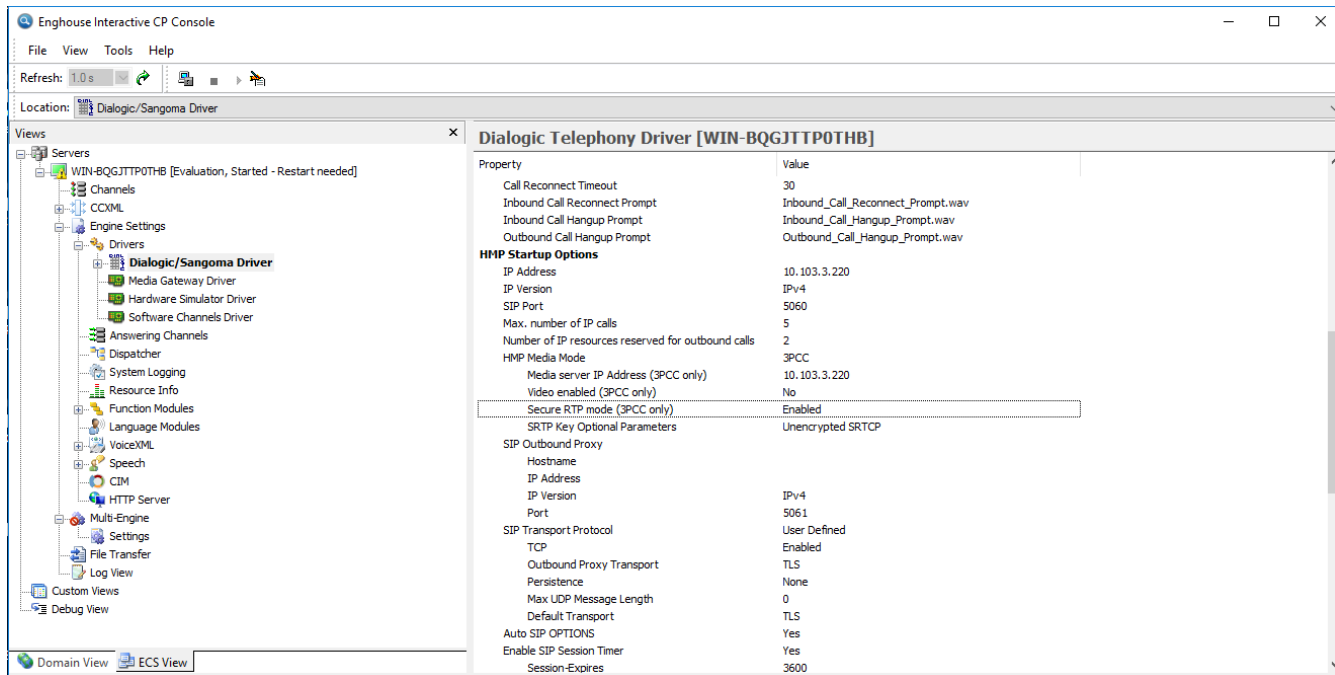 Enghouse Interactive CP Console
File View Tools Help
Refresh: 1.0 s
Location: Dialogic/Sangoma Driver
Views
Servers
WIN-BQGJTTP0THB [Evaluation, Started - Restart needed]
Channels
CCXML
Engine Settings
Drivers
Dialogic/Sangoma Driver
Media Gateway Driver
Hardware Simulator Driver
Software Channels Driver
Answering Channels
Dispatcher
System Logging
Resource Info
Function Modules
Language Modules
VoiceXML
Speech
CIM
HTTP Server
Multi-Engine
Settings
File Transfer
Log View
Custom Views
Debug View
Domain View ECS View
Dialogic Telephony Driver [WIN-BQGJTTP0THB]
Property Value
Call Reconnect Timeout 30
Inbound Call Reconnect Prompt Inbound_Call_Reconnect_Prompt.wav
Inbound Call Hangup Prompt Inbound_Call_Hangup_Prompt.wav
Outbound Call Hangup Prompt Outbound_Call_Hangup_Prompt.wav
HMP Startup Options
IP Address 10.103.3.220
IP Version IPv4
SIP Port 5060
Max. number of IP calls 5
Number of IP resources reserved for outbound calls 2
HMP Media Mode 3PCC
Media server IP Address (3PCC only) 10.103.3.220
Video enabled (3PCC only) No
Secure RTP mode (3PCC only) Enabled
SRTP Key Optional Parameters Unencrypted SRTCP
SIP Outbound Proxy
Hostname
IP Address
IP Version IPv4
Port 5061
SIP Transport Protocol User Defined
TCP Enabled
Outbound Proxy Transport TLS
Persistence None
Max UDP Message Length 0
Default Transport TLS
Auto SIP OPTIONS Yes
Enable SIP Session Timer Yes
Session-Expires 3600